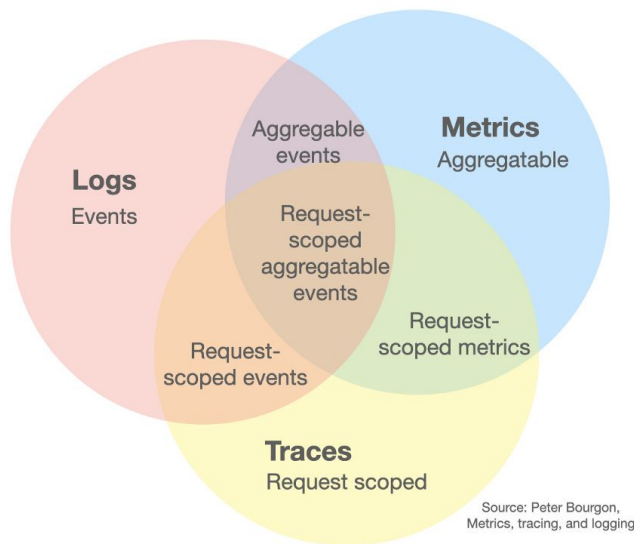 Aggregable
events
Metrics
Aggregatable
Logs
Events
Request-
scoped
aggregatable
events
Request-
scoped metrics
Request-
scoped events
Traces
Request scoped
Source: Peter Bourgon,
Metrics, tracing, and logging